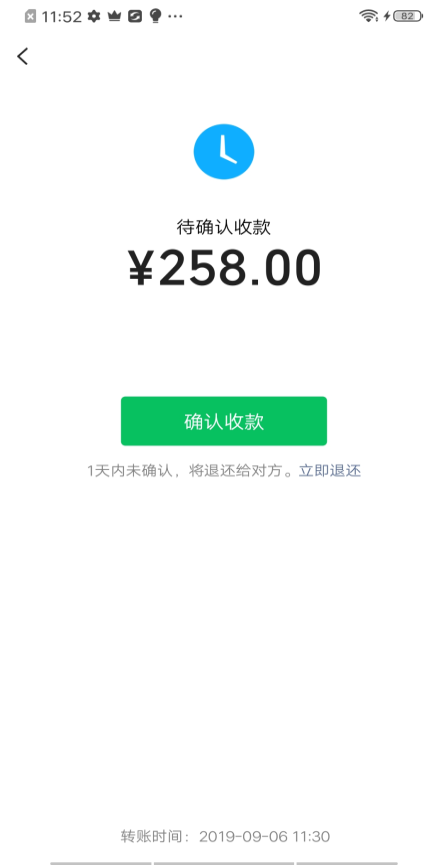 11:52
82
待确认收款
¥258.00
确认收款
1天内未确认，将退还给对方。立即退还
转账时间：2019-09-06 11:30